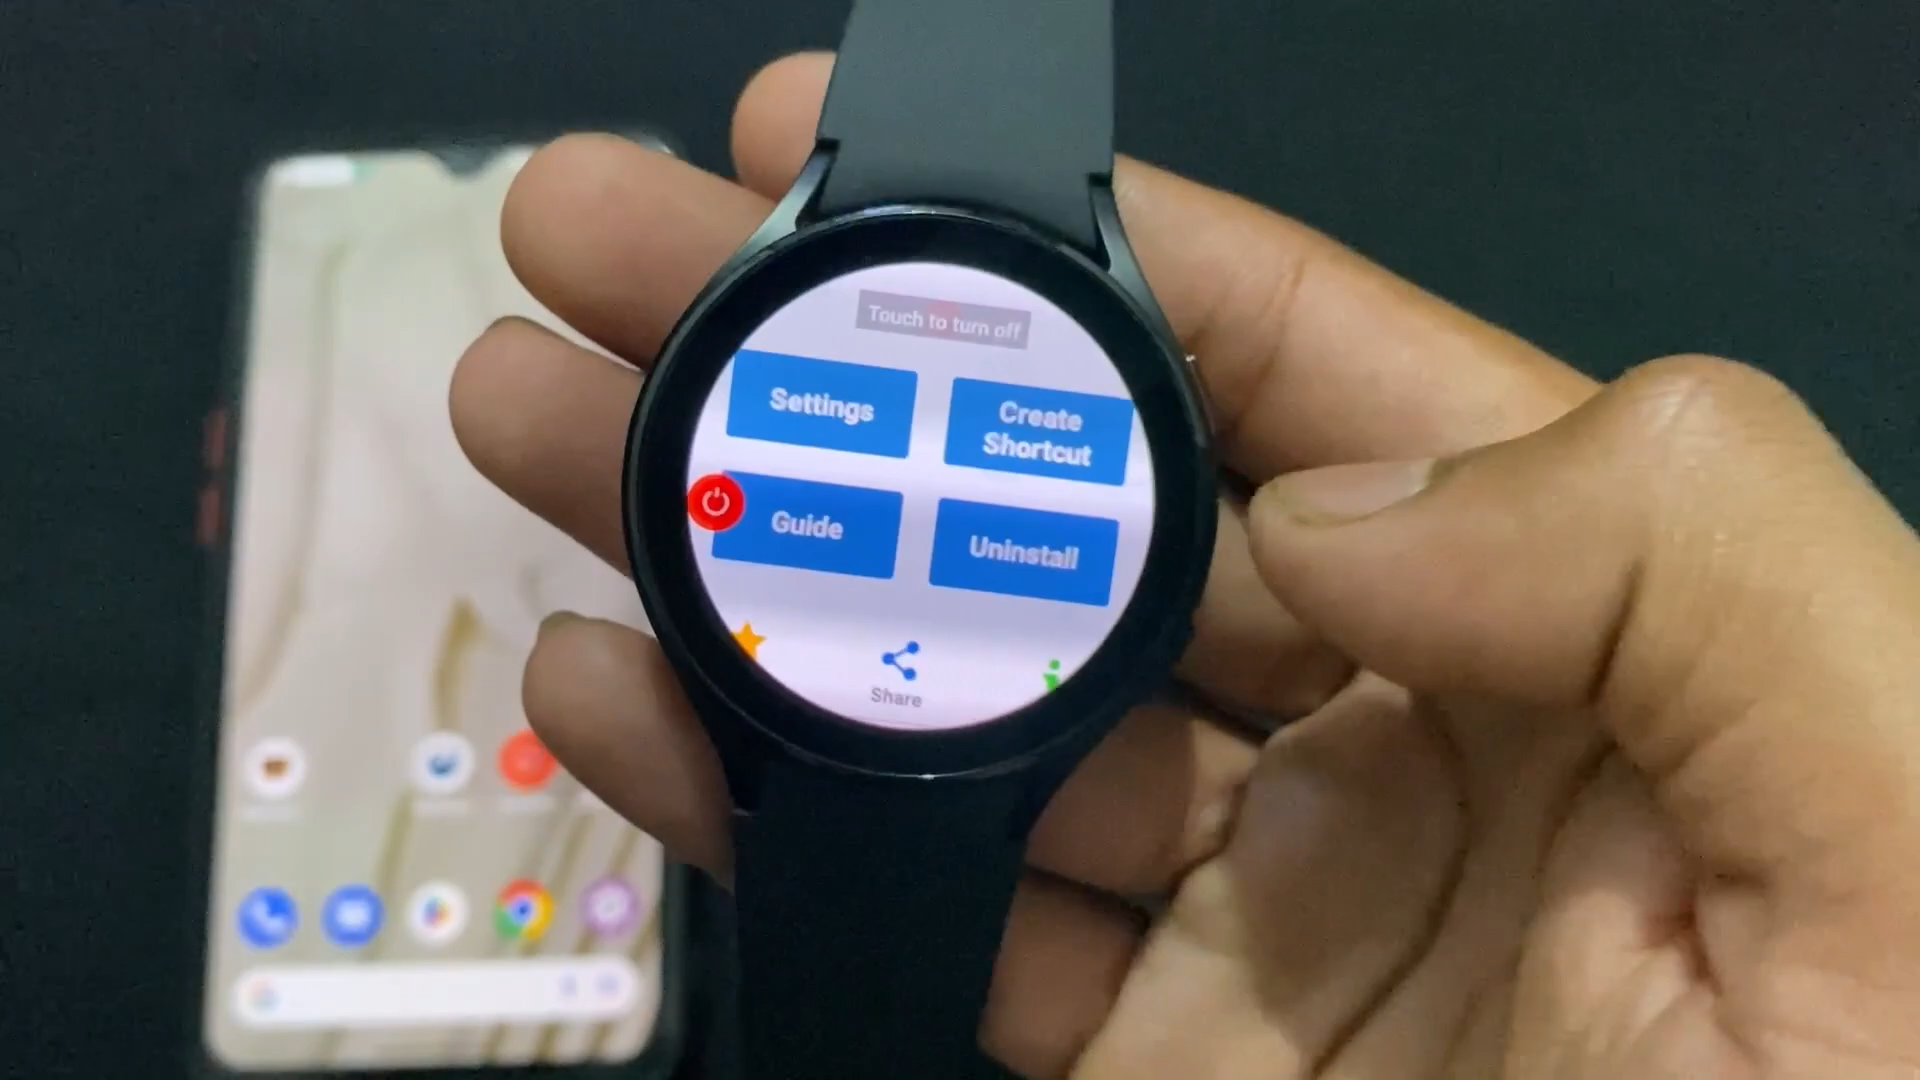 Touch to turn off
Settings
Create
Shortcut
Guide
Uninstall
Share